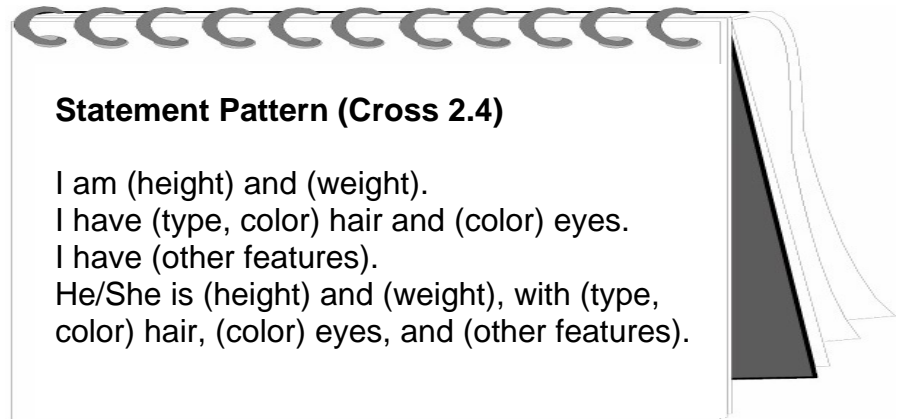 Statement Pattern (Cross 2.4)
I am (height) and (weight).
I have (type, color) hair and (color) eyes.
I have (other features).
He/She is (height) and (weight), with (type,
color) hair, (color) eyes, and (other features).